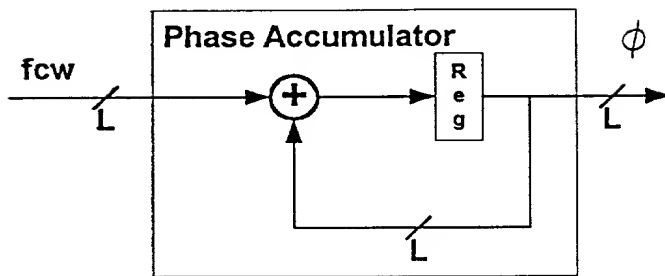 Phase Accumulator
ϕ
fcw
L
+
R
e
g
L
L